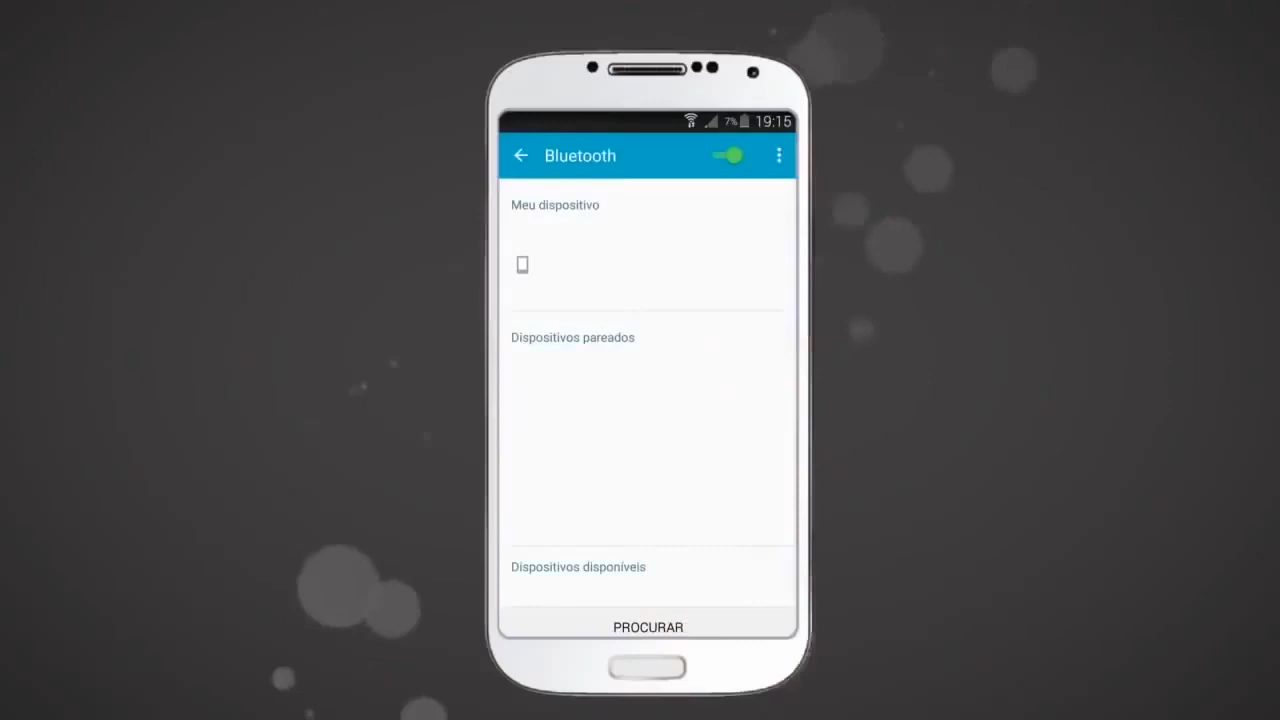 7% 19:15
Bluetooth
Meu dispositivo
Dispositivos pareados
Dispositivos disponíveis
PROCURAR